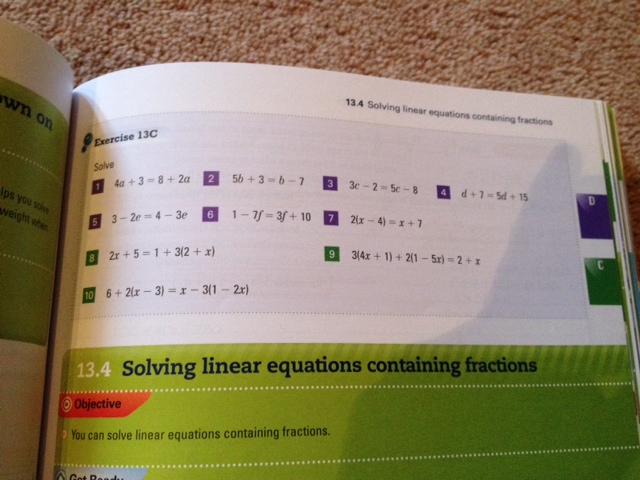 own on
lps you solve
weight when
13.4 Solving linear equations containing fractions
Exercise 13C
Solve
1 4a + 3 = 8 + 2a 2 5b + 3 = b − 7 3 3c − 2 = 5c − 8 4 d + 7 = 5d + 15
5 3 − 2e = 4 − 3e 6 1 − 7f = 3f + 10 7 2(x − 4) = x + 7
8 2x + 5 = 1 + 3(2 + x) 9 3(4x + 1) + 2(1 − 5x) = 2 + x
10 6 + 2(x − 3) = x − 3(1 − 2x)
D
C
13.4 Solving linear equations containing fractions
Objective
You can solve linear equations containing fractions.
Get Ready